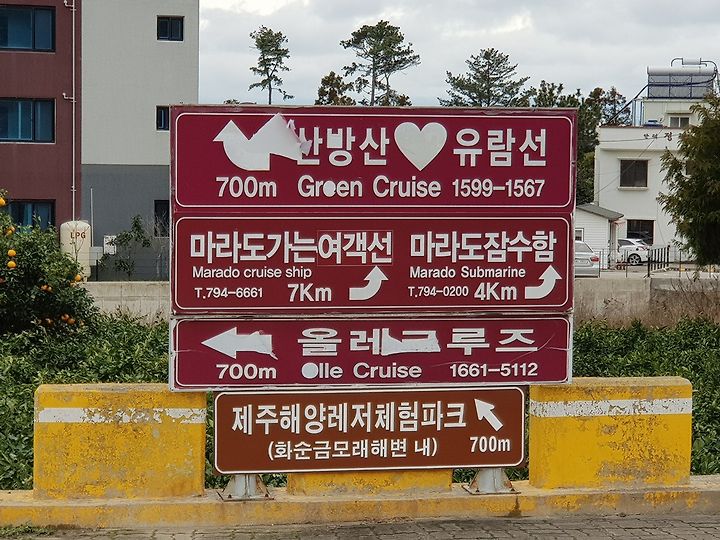 산방산 유람선
700m Green Cruise 1599-1567
마라도가는여객선 마라도잠수함
Marado cruise ship Marado Submarine
T.794-6661 7Km T.794-0200 4Km
올레크루즈
700m Olle Cruise 1661-5112
제주해양레저체험파크
(화순금모래해변 내) 700m
LPG